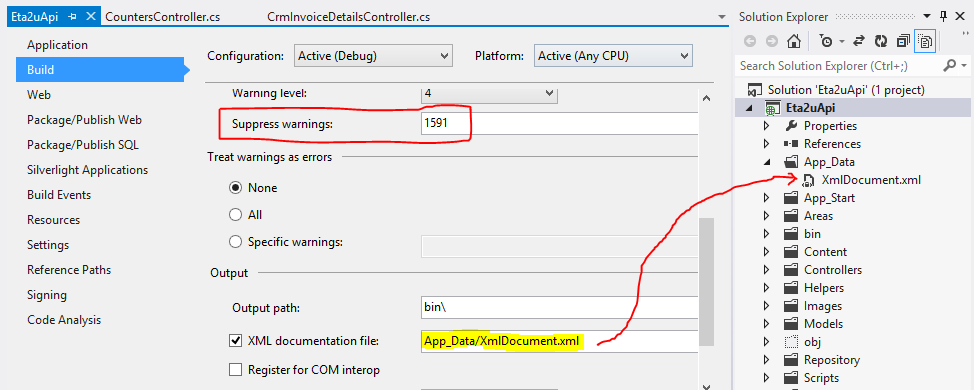 Eta2uApi
CountersController.cs
CrmInvoiceDetailsController.cs
Application
Build
Web
Package/Publish Web
Package/Publish SQL
Silverlight Applications
Build Events
Resources
Settings
Reference Paths
Signing
Code Analysis
Configuration: Active (Debug) Platform: Active (Any CPU)
Warning level: 4
Suppress warnings: 1591
Treat warnings as errors
None
All
Specific warnings:
Output
Output path: bin\
XML documentation file: App_Data/XmlDocument.xml
Register for COM interop
Solution Explorer
Search Solution Explorer (Ctrl+;)
Solution 'Eta2uApi' (1 project)
Eta2uApi
Properties
References
App_Data
XmlDocument.xml
App_Start
Areas
bin
Content
Controllers
Helpers
Images
Models
obj
Repository
Scripts